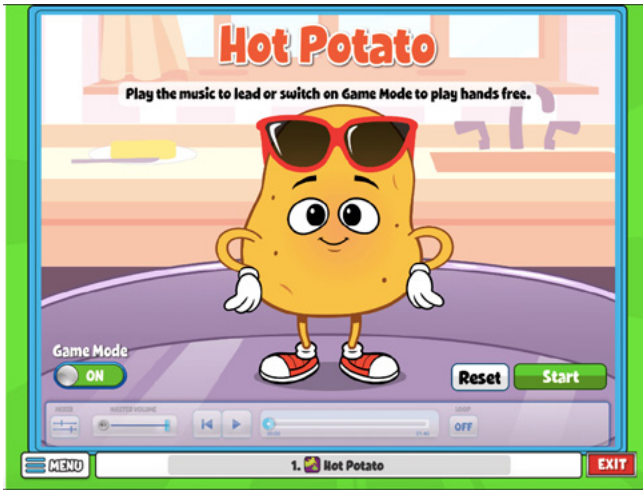 Hot Potato
Play the music to lead or switch on Game Mode to play hands free.
Game Mode
ON
Reset
Start
MODE
MASTER VOLUME
LOOP
OFF
MENU
1. Hot Potato
EXIT